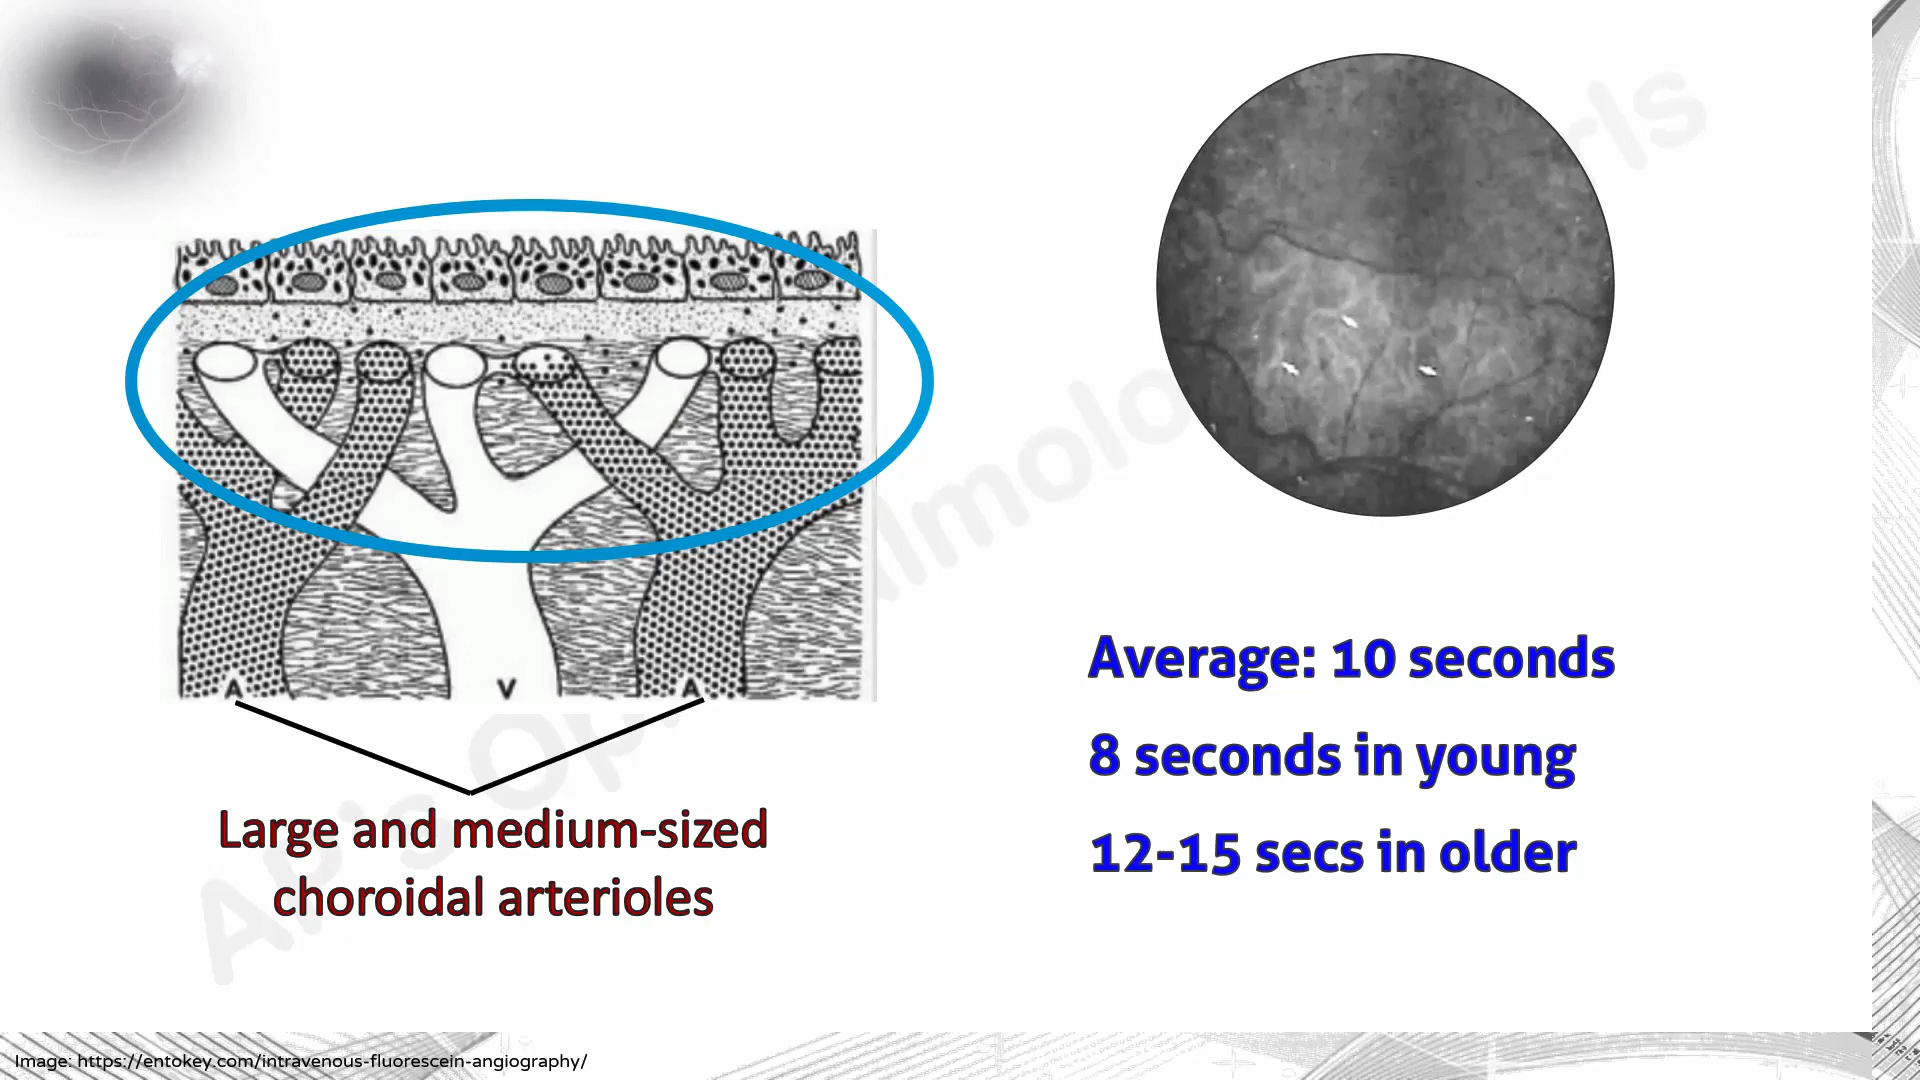 A V A
Large and medium-sized
choroidal arterioles
Average: 10 seconds
8 seconds in young
12-15 secs in older
Image: https://entokey.com/intravenous-fluorescein-angiography/